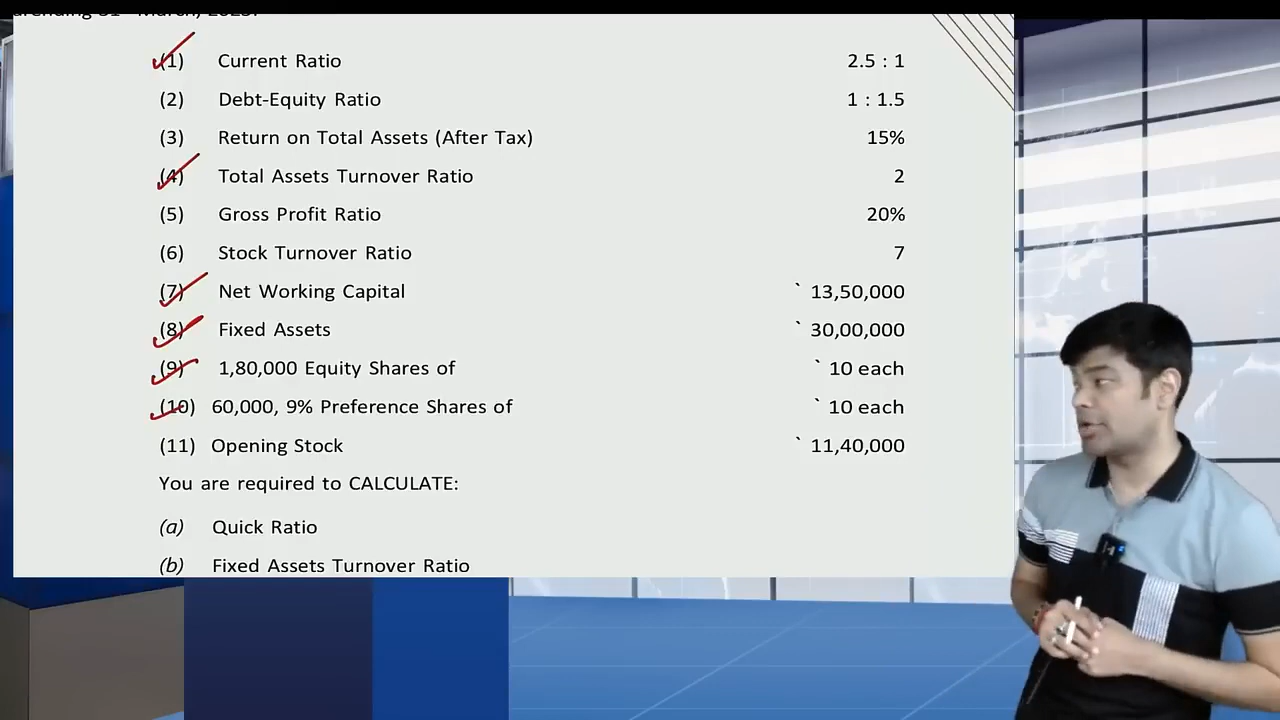 (1) Current Ratio 2.5 : 1
(2) Debt-Equity Ratio 1 : 1.5
(3) Return on Total Assets (After Tax) 15%
(4) Total Assets Turnover Ratio 2
(5) Gross Profit Ratio 20%
(6) Stock Turnover Ratio 7
(7) Net Working Capital ` 13,50,000
(8) Fixed Assets ` 30,00,000
(9) 1,80,000 Equity Shares of ` 10 each
(10) 60,000, 9% Preference Shares of ` 10 each
(11) Opening Stock ` 11,40,000
You are required to CALCULATE:
(a) Quick Ratio
(b) Fixed Assets Turnover Ratio